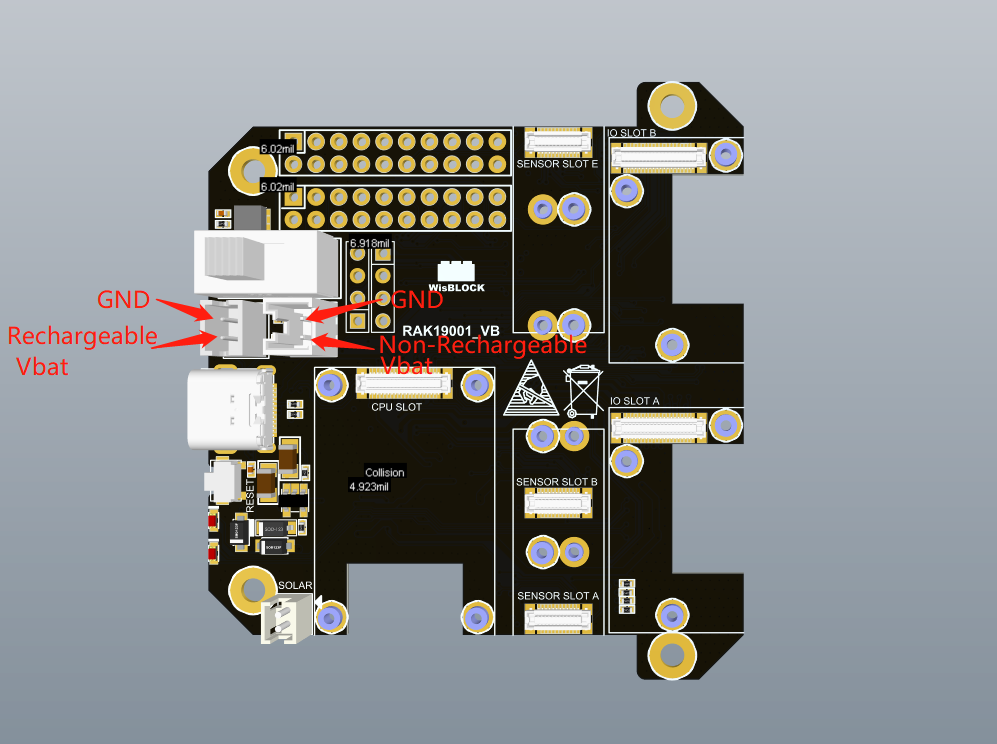 IO SLOT B
6.02mil
SENSOR SLOT E
6.02mil
6.918mil
WisBLOCK
GND
GND
RAK19001_VB
Rechargeable
Vbat
Non-Rechargeable
Vbat
CPU SLOT
IO SLOT A
Collision
4.923mil
RESET
SENSOR SLOT B
SOLAR
SENSOR SLOT A